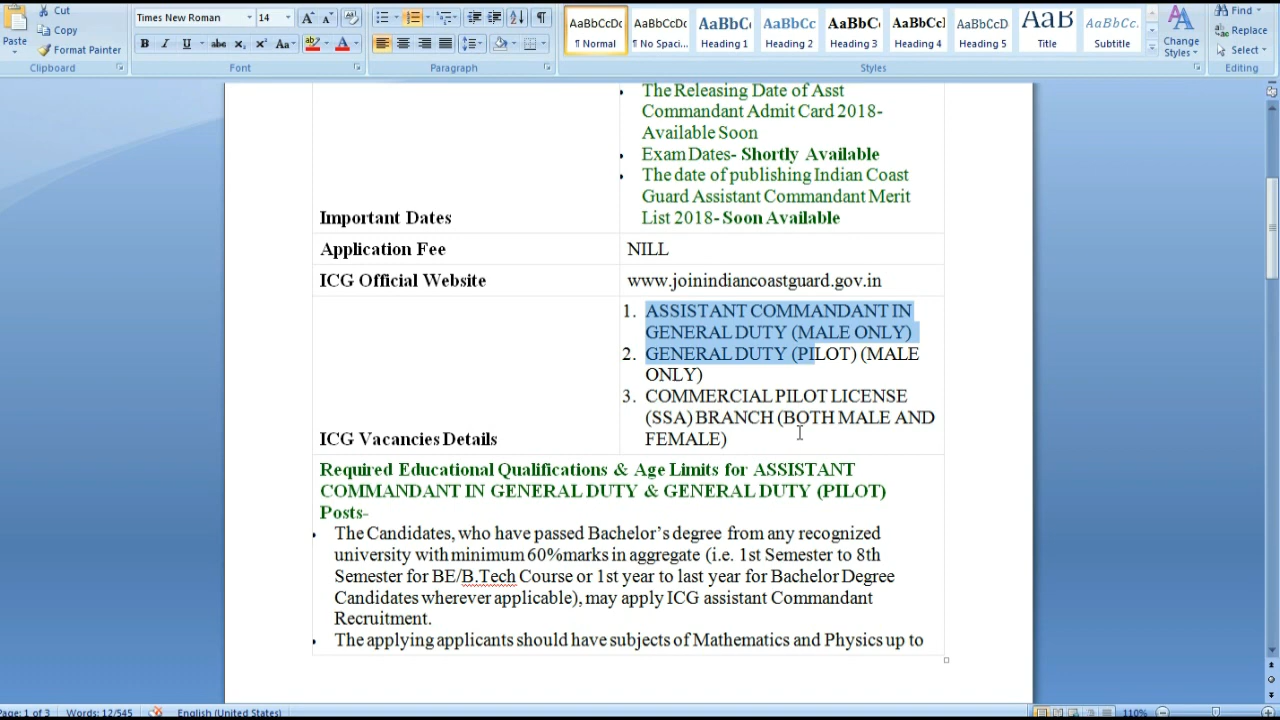 Cut
Copy
Paste
Format Painter
Clipboard
Times New Roman
14
Font
Paragraph
AaBbCcDc
¶ Normal
AaBbCcDc
¶ No Spaci...
AaBbC
Heading 1
AaBbCc
Heading 2
AaBbC
Heading 3
AaBbCcI
Heading 4
AaBbCcD
Heading 5
AaB
Title
AaBbCc.
Subtitle
Change
Styles
Styles
Find
Replace
Select
Editing
The Releasing Date of Asst
Commandant Admit Card 2018-
Available Soon
Exam Dates- Shortly Available
The date of publishing Indian Coast
Guard Assistant Commandant Merit
Important Dates List 2018- Soon Available
Application Fee NILL
ICG Official Website www.joinindiancoastguard.gov.in
1. ASSISTANT COMMANDANT IN
GENERAL DUTY (MALE ONLY)
2. GENERAL DUTY (PILOT) (MALE
ONLY)
3. COMMERCIAL PILOT LICENSE
(SSA) BRANCH (BOTH MALE AND
ICG Vacancies Details FEMALE)
Required Educational Qualifications & Age Limits for ASSISTANT
COMMANDANT IN GENERAL DUTY & GENERAL DUTY (PILOT)
Posts-
The Candidates, who have passed Bachelor's degree from any recognized
university with minimum 60%marks in aggregate (i.e. 1st Semester to 8th
Semester for BE/B.Tech Course or 1st year to last year for Bachelor Degree
Candidates wherever applicable), may apply ICG assistant Commandant
Recruitment.
The applying applicants should have subjects of Mathematics and Physics up to
Page: 1 of 3 Words: 12/545 English (United States) 110%